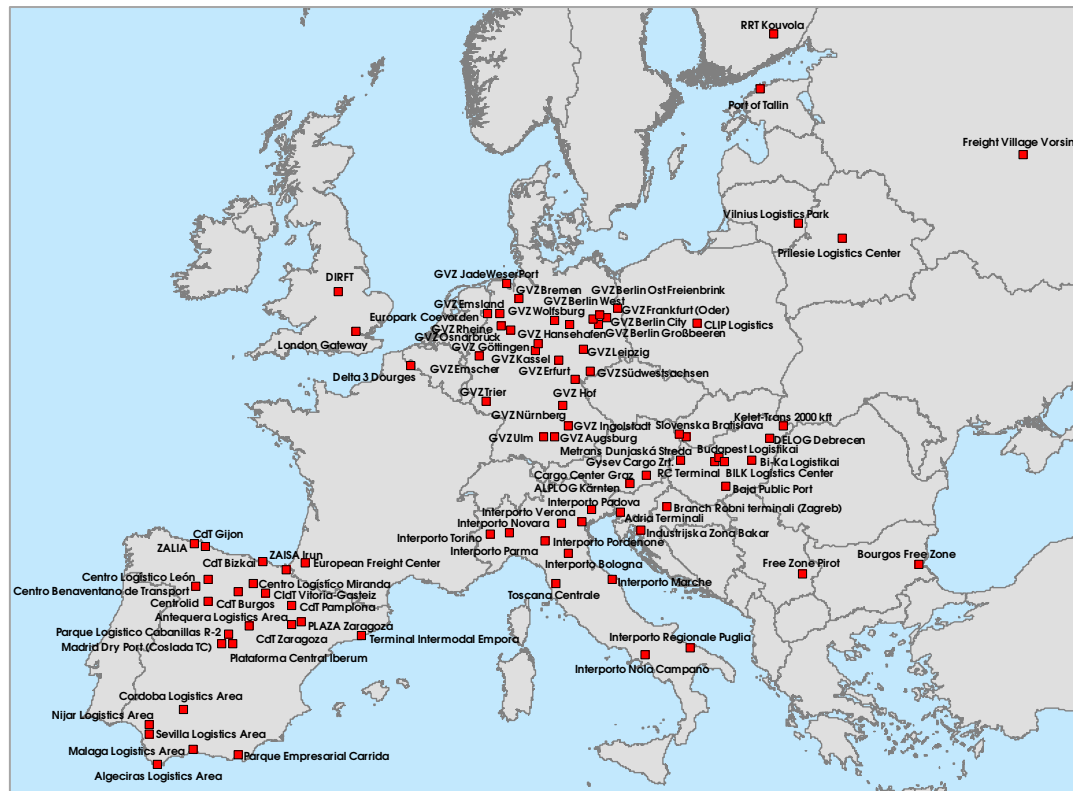 RRT Kouvola
Port of Tallin
Freight Village Vorsin
Vilnius Logistics Park
Prilesie Logistics Center
DIRFT
London Gateway
GVZ JadeWeserPort
GVZ Bremen
GVZ Berlin Ost Freienbrink
GVZ Emsland
GVZ Berlin West
Europark Coevorden
GVZ Wolfsburg
GVZ Frankfurt (Oder)
GVZ Berlin City
CLIP Logistics
GVZ Rheine
GVZ Hansehafen
GVZ Berlin Großbeeren
GVZ Osnarbrück
GVZ Göttingen
GVZ Leipzig
Delta 3 Dourges
GVZ Emscher
GVZ Kassel
GVZ Erfurt
GVZ Südwestsachsen
GVZ Trier
GVZ Hof
GVZ Nürnberg
GVZ Ingolstadt
Slovenska Bratislava
Kelet-Trans 2000 kft
GVZ Ulm
GVZ Augsburg
DELOG Debrecen
Metrans Dunjaská Streda
Budapest Logistikai
Gysev Cargo Zrt.
Bi-Ka Logistikai
Cargo Center Graz
RC Terminal
BILK Logistics Center
ALPLOG Kärnten
Baja Public Port
Interporto Padova
Branch Robni terminali (Zagreb)
Interporto Verona
Adria Terminali
Interporto Novara
Industrijska Zona Bakar
Interporto Torino
Interporto Pordenone
Interporto Parma
Interporto Bologna
Interporto Marche
Toscana Centrale
Bourgos Free Zone
Free Zone Pirot
CdT Gijon
ZALIA
ZAISA Irun
CdT Bizkai
European Freight Center
Centro Logístico León
Centro Logístico Miranda
Centro Benaventano de Transport
CldT Vitoria-Gasteiz
Centrolid
CdT Burgos
CdT Pamplona
Antequera Logistics Area
PLAZA Zaragoza
Parque Logistico Cabanillas R-2
CdT Zaragoza
Terminal Intermodal Empora
Madrid Dry Port (Coslada TC)
Plataforma Central Iberum
Interporto Regionale Puglia
Interporto Nola Campano
Cordoba Logistics Area
Nijar Logistics Area
Sevilla Logistics Area
Malaga Logistics Area
Parque Empresarial Carrida
Algeciras Logistics Area